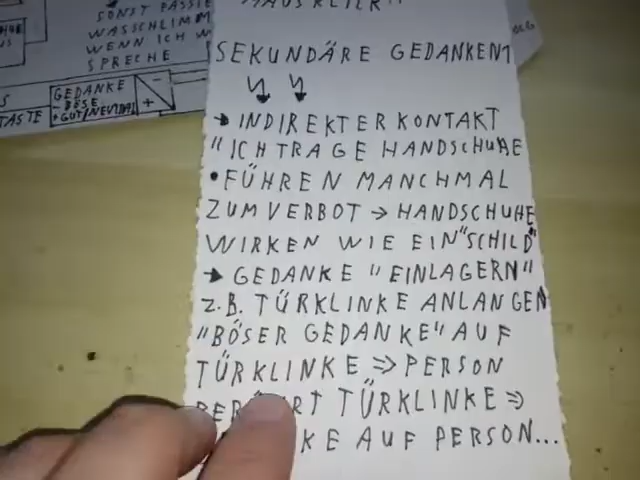 SONST PASSIE
WASSCHLIMM
WENN ICH W
SPRECHE
GEDANKE
- BÖSE
+ GUT/NEUTRAL
-
+
TASTE
SEKUNDÄRE GEDANKEN
→ INDIREKTER KONTAKT
"ICH TRAGE HANDSCHUHE
• FÜHREN MANCHMAL
ZUM VERBOT → HANDSCHUHE
WIRKEN WIE EIN "SCHILD"
→ GEDANKE "EINLAGERN"
z.B. TÜRKLINKE ANLANGEN
"BÖSER GEDANKE" AUF
TÜRKLINKE ⇒ PERSON
TÜRKLINKE ⇒
KE AUF PERSON...